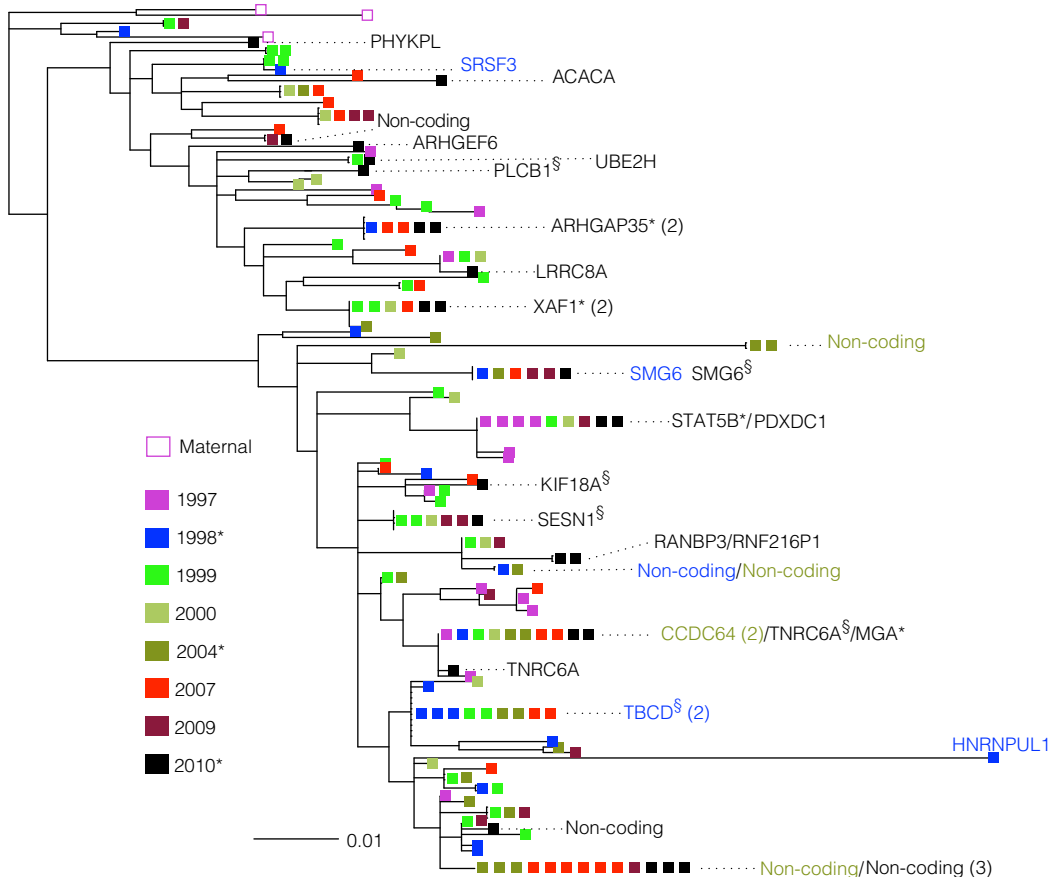 PHYKPL
SRSF3
ACACA
Non-coding
ARHGEF6
UBE2H
PLCB1§
ARHGAP35* (2)
LRRC8A
XAF1* (2)
Non-coding
SMG6 SMG6§
STAT5B*/PDXDC1
Maternal
1997
1998*
1999
2000
2004*
2007
2009
2010*
KIF18A§
SESN1§
RANBP3/RNF216P1
Non-coding/Non-coding
CCDC64 (2)/TNRC6A§/MGA*
TNRC6A
TBCD§ (2)
HNRNPUL1
0.01
Non-coding
Non-coding/Non-coding (3)